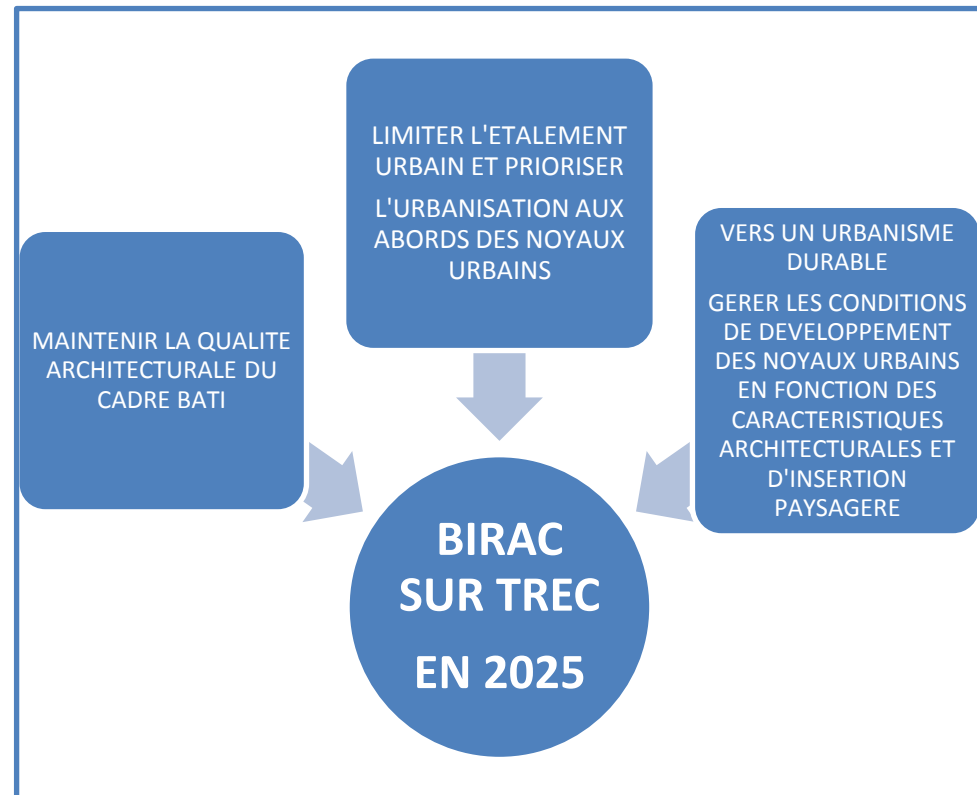 MAINTENIR LA QUALITE
ARCHITECTURALE DU
CADRE BATI
LIMITER L'ETALEMENT
URBAIN ET PRIORISER
L'URBANISATION AUX
ABORDS DES NOYAUX
URBAINS
VERS UN URBANISME
DURABLE
GERER LES CONDITIONS
DE DEVELOPPEMENT
DES NOYAUX URBAINS
EN FONCTION DES
CARACTERISTIQUES
ARCHITECTURALES ET
D'INSERTION
PAYSAGERE
BIRAC
SUR TREC
EN 2025